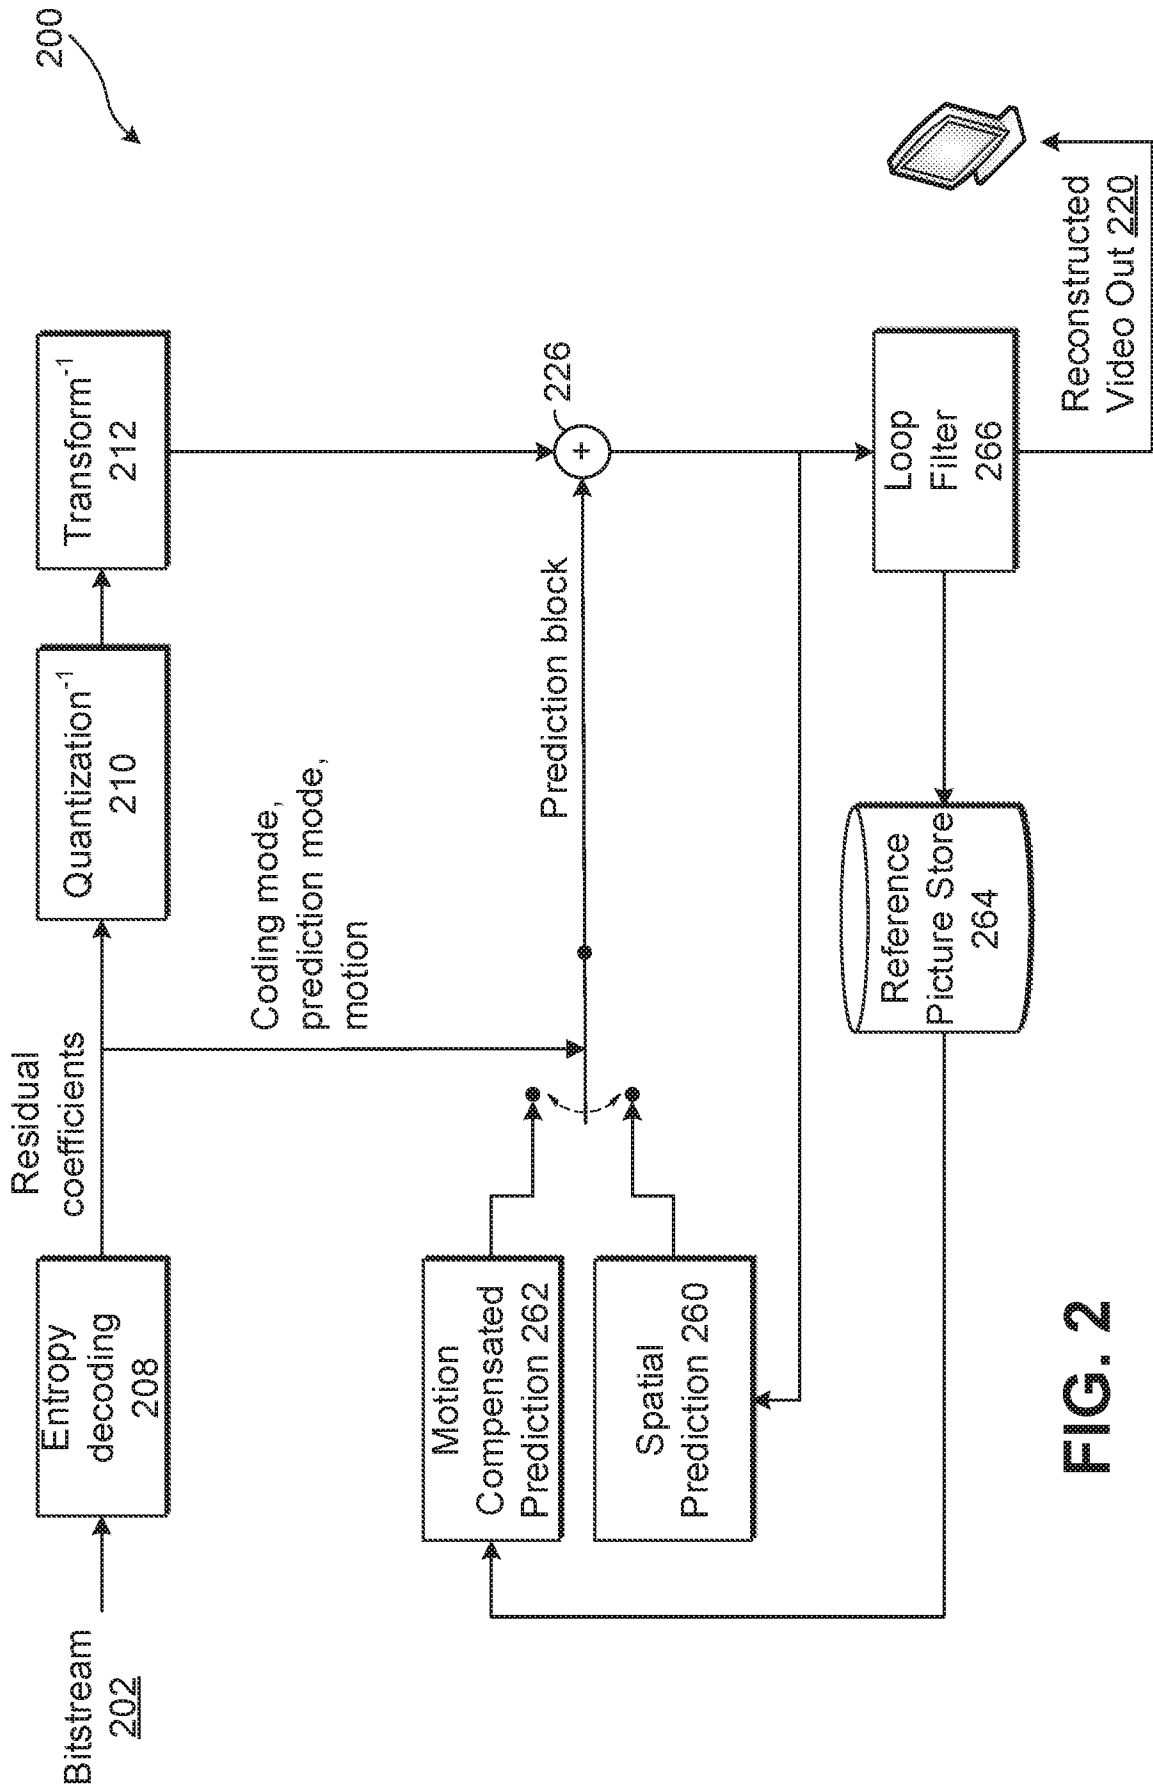 200
Bitstream
202
Entropy
decoding
208
Residual
coefficients
Quantization-1
210
Transform-1
212
Coding mode,
prediction mode,
motion
Motion
Compensated
Prediction 262
Spatial
Prediction 260
Prediction block
+
226
Reference
Picture Store
264
Loop
Filter
266
Reconstructed
Video Out 220
FIG. 2